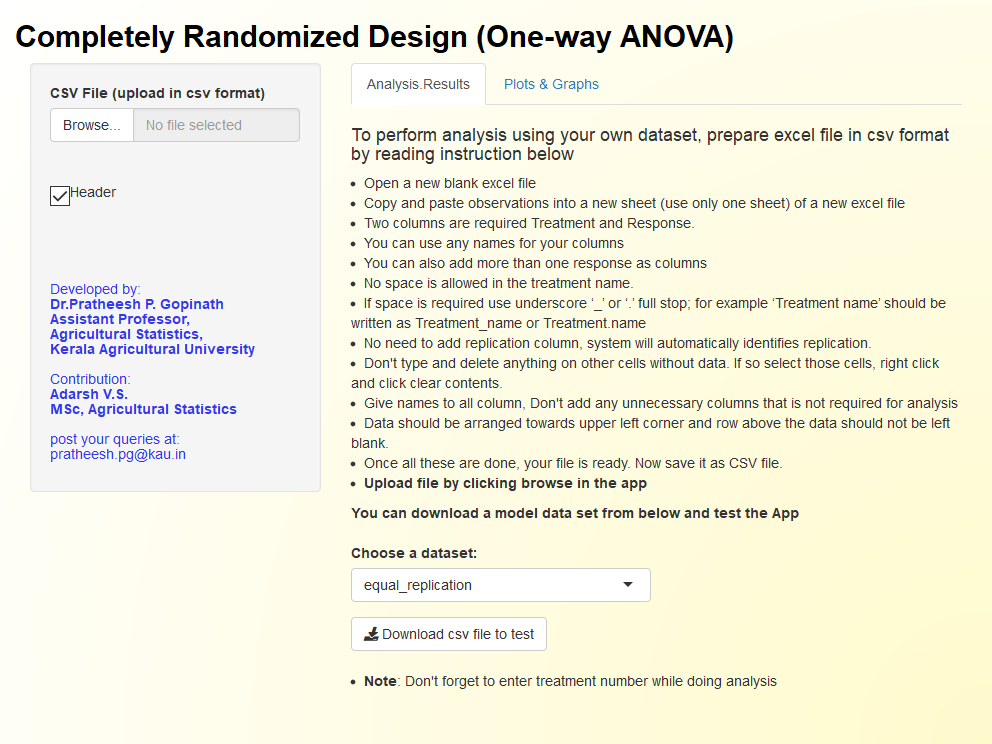 Completely Randomized Design (One-way ANOVA)
CSV File (upload in csv format)
Browse...
No file selected
Header
Developed by:
Dr.Pratheesh P. Gopinath
Assistant Professor,
Agricultural Statistics,
Kerala Agricultural University
Contribution:
Adarsh V.S.
MSc, Agricultural Statistics
post your queries at:
pratheesh.pg@kau.in
Analysis.Results
Plots & Graphs
To perform analysis using your own dataset, prepare excel file in csv format
by reading instruction below
• Open a new blank excel file
• Copy and paste observations into a new sheet (use only one sheet) of a new excel file
• Two columns are required Treatment and Response.
• You can use any names for your columns
• You can also add more than one response as columns
• No space is allowed in the treatment name.
• If space is required use underscore ‘_’ or ‘.’ full stop; for example ‘Treatment name’ should be
written as Treatment_name or Treatment.name
• No need to add replication column, system will automatically identifies replication.
• Don't type and delete anything on other cells without data. If so select those cells, right click
and click clear contents.
• Give names to all column, Don't add any unnecessary columns that is not required for analysis
• Data should be arranged towards upper left corner and row above the data should not be left
blank.
• Once all these are done, your file is ready. Now save it as CSV file.
• Upload file by clicking browse in the app
You can download a model data set from below and test the App
Choose a dataset:
equal_replication
Download csv file to test
• Note: Don't forget to enter treatment number while doing analysis